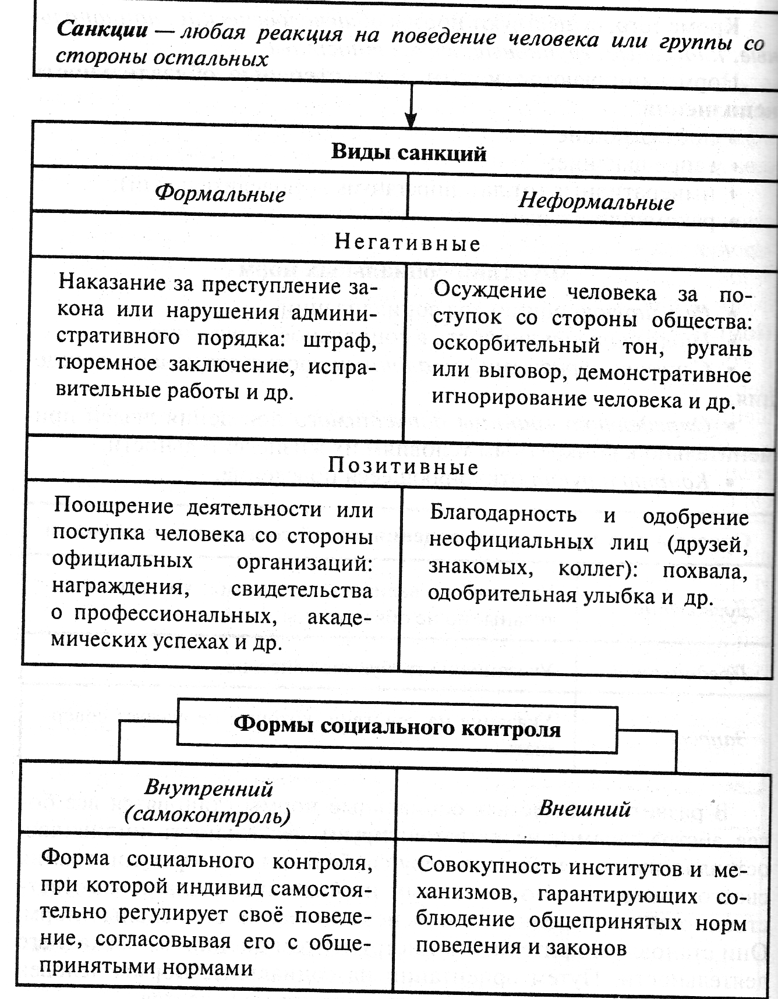 Санкции — любая реакция на поведение человека или группы со
стороны остальных
Виды санкций
Формальные
Неформальные
Негативные
Наказание за преступление за-
кона или нарушения админи-
стративного порядка: штраф,
тюремное заключение, испра-
вительные работы и др.
Осуждение человека за по-
ступок со стороны общества:
оскорбительный тон, ругань
или выговор, демонстративное
игнорирование человека и др.
Позитивные
Поощрение деятельности или
поступка человека со стороны
официальных организаций:
награждения, свидетельства
о профессиональных, акаде-
мических успехах и др.
Благодарность и одобрение
неофициальных лиц (друзей,
знакомых, коллег): похвала,
одобрительная улыбка и др.
Формы социального контроля
Внутренний
(самоконтроль)
Внешний
Форма социального контроля,
при которой индивид самостоя-
тельно регулирует своё поведе-
ние, согласовывая его с обще-
принятыми нормами
Совокупность институтов и ме-
ханизмов, гарантирующих со-
блюдение общепринятых норм
поведения и законов